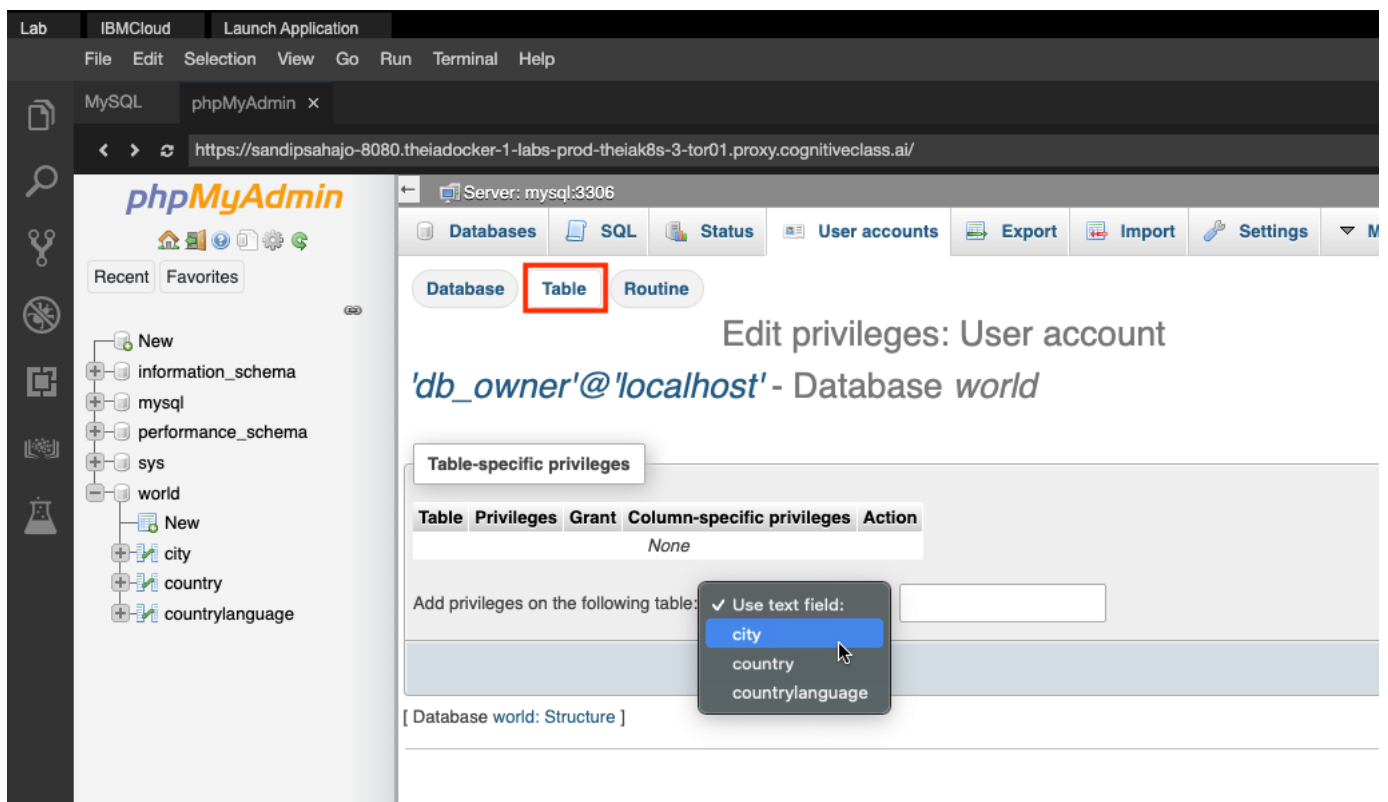 Lab IBMCloud Launch Application
File Edit Selection View Go Run Terminal Help
MySQL phpMyAdmin ×
https://sandipsahajo-8080.theiadocker-1-labs-prod-theiak8s-3-tor01.proxy.cognitiveclass.ai/
phpMyAdmin
Recent Favorites
New
information_schema
mysql
performance_schema
sys
world
New
city
country
countrylanguage
Server: mysql:3306
Databases SQL Status User accounts Export Import Settings M
Database Table Routine
Edit privileges: User account
'db_owner'@'localhost' - Database world
Table-specific privileges
Table Privileges Grant Column-specific privileges Action
None
Add privileges on the following table: ✓ Use text field:
city
country
countrylanguage
[ Database world: Structure ]